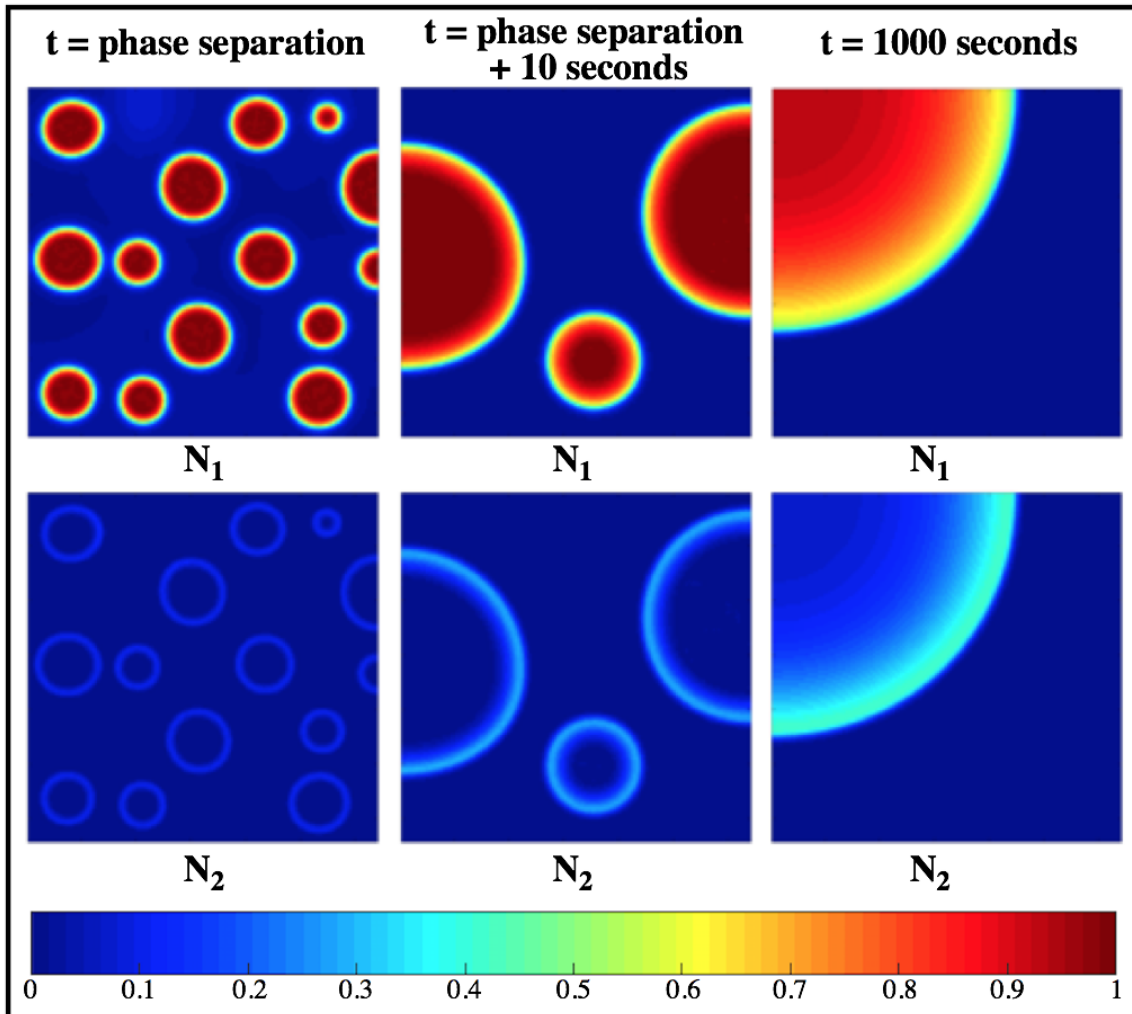 t = phase separation
t = phase separation
+ 10 seconds
t = 1000 seconds
N₁
N₁
N₁
N₂
N₂
N₂
0 0.1 0.2 0.3 0.4 0.5 0.6 0.7 0.8 0.9 1